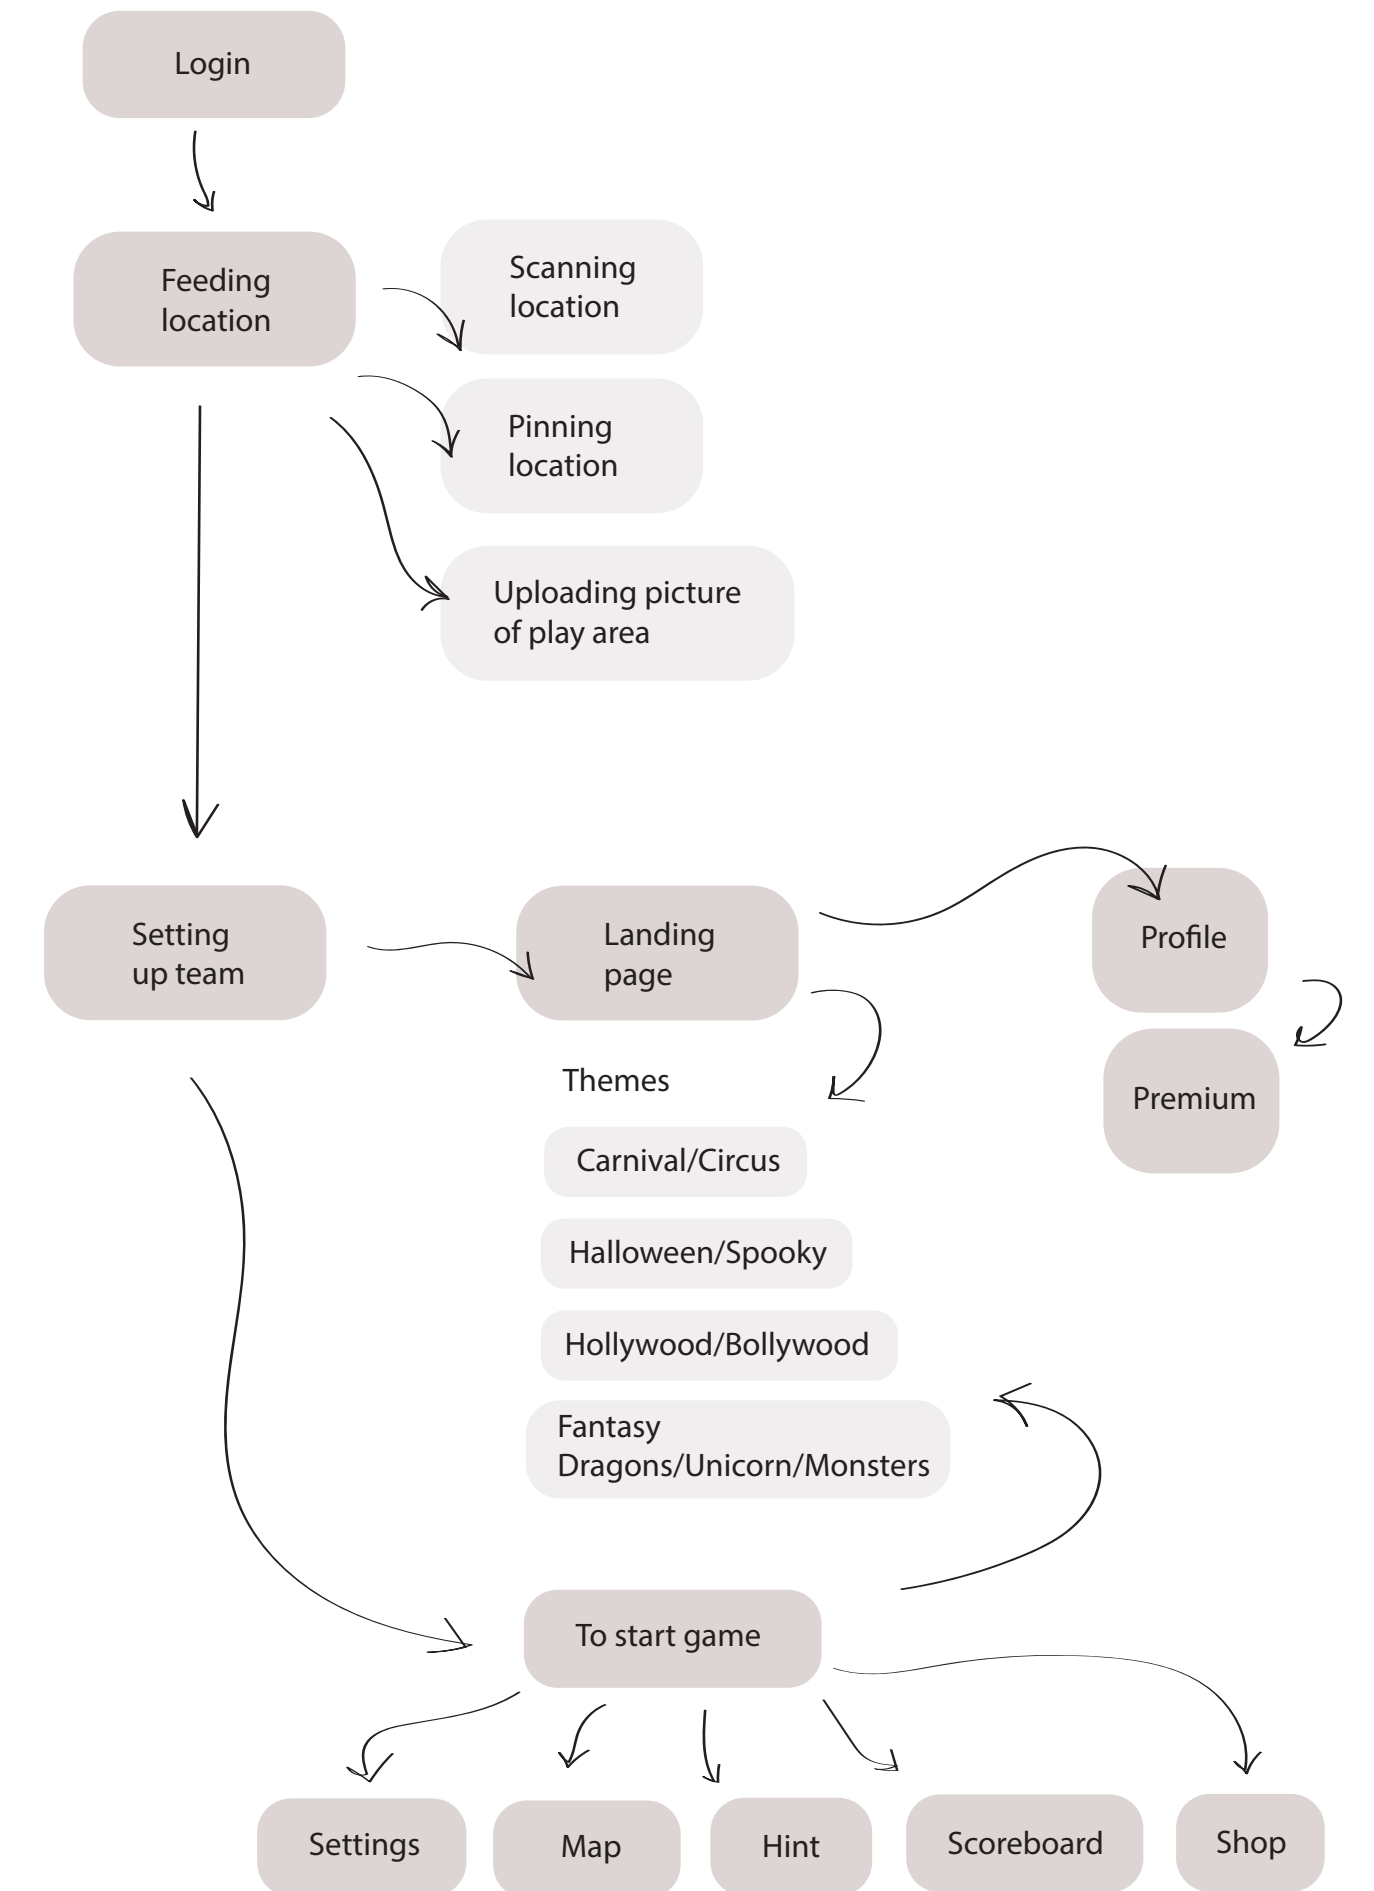 Login
Feeding
location
Scanning
location
Pinning
location
Uploading picture
of play area
Setting
up team
Landing
page
Profile
Premium
Themes
Carnival/Circus
Halloween/Spooky
Hollywood/Bollywood
Fantasy
Dragons/Unicorn/Monsters
To start game
Settings
Map
Hint
Scoreboard
Shop